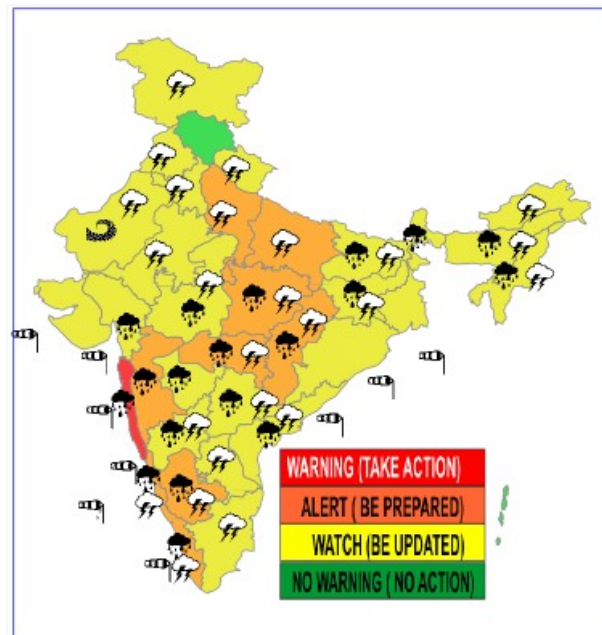 WARNING (TAKE ACTION)
ALERT ( BE PREPARED)
WATCH (BE UPDATED)
NO WARNING ( NO ACTION)